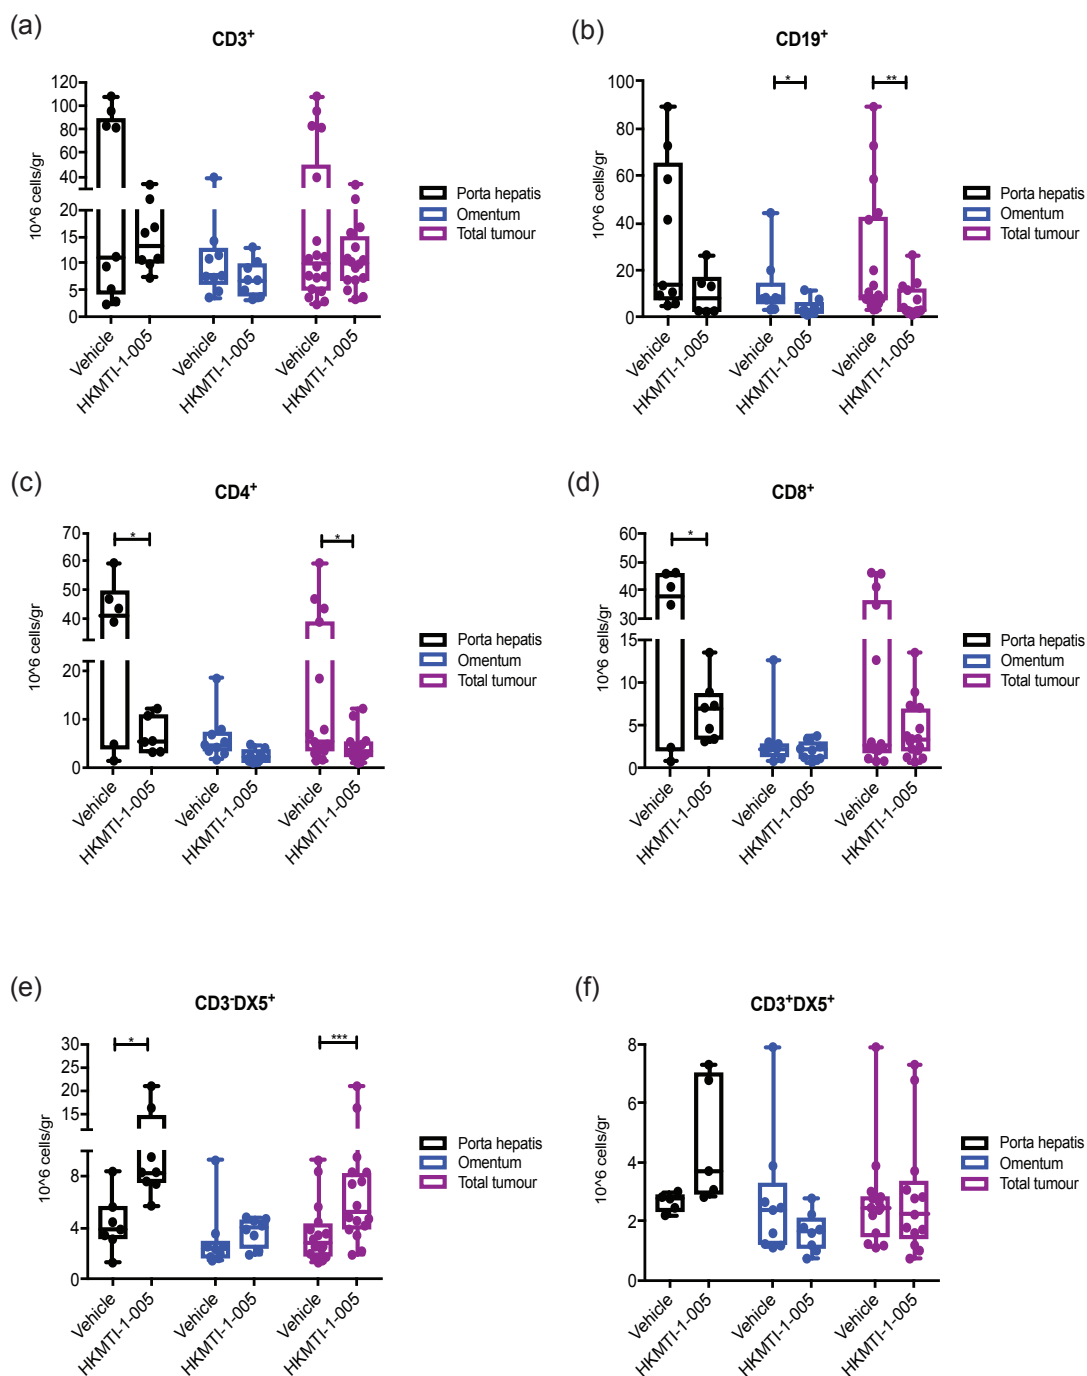 (a)
CD3+
120
100
80
60
40
20
15
10
5
0
10^6 cells/gr
Vehicle
HKMTI-1-005
Vehicle
HKMTI-1-005
Vehicle
HKMTI-1-005
Porta hepatis
Omentum
Total tumour
(b)
CD19+
100
80
60
40
20
0
10^6 cells/gr
*
**
Vehicle
HKMTI-1-005
Vehicle
HKMTI-1-005
Vehicle
HKMTI-1-005
Porta hepatis
Omentum
Total tumour
(c)
CD4+
70
60
50
40
20
10
0
10^6 cells/gr
*
*
Vehicle
HKMTI-1-005
Vehicle
HKMTI-1-005
Vehicle
HKMTI-1-005
Porta hepatis
Omentum
Total tumour
(d)
CD8+
60
50
40
30
15
10
5
0
10^6 cells/gr
*
Vehicle
HKMTI-1-005
Vehicle
HKMTI-1-005
Vehicle
HKMTI-1-005
Porta hepatis
Omentum
Total tumour
(e)
CD3-DX5+
30
25
20
15
8
4
0
10^6 cells/gr
*
***
Vehicle
HKMTI-1-005
Vehicle
HKMTI-1-005
Vehicle
HKMTI-1-005
Porta hepatis
Omentum
Total tumour
(f)
CD3+DX5+
8
6
4
2
0
10^6 cells/gr
Vehicle
HKMTI-1-005
Vehicle
HKMTI-1-005
Vehicle
HKMTI-1-005
Porta hepatis
Omentum
Total tumour